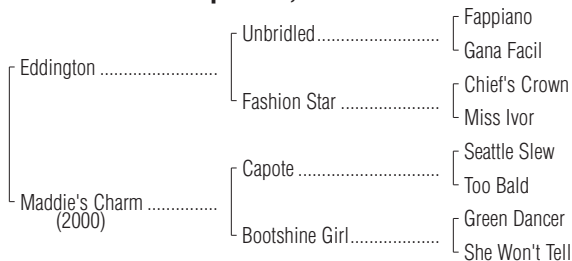 Fappiano
Unbridled
Gana Facil
Eddington
Chief's Crown
Fashion Star
Miss Ivor
Seattle Slew
Capote
Too Bald
Maddie's Charm
(2000)
Green Dancer
Bootshine Girl
She Won't Tell